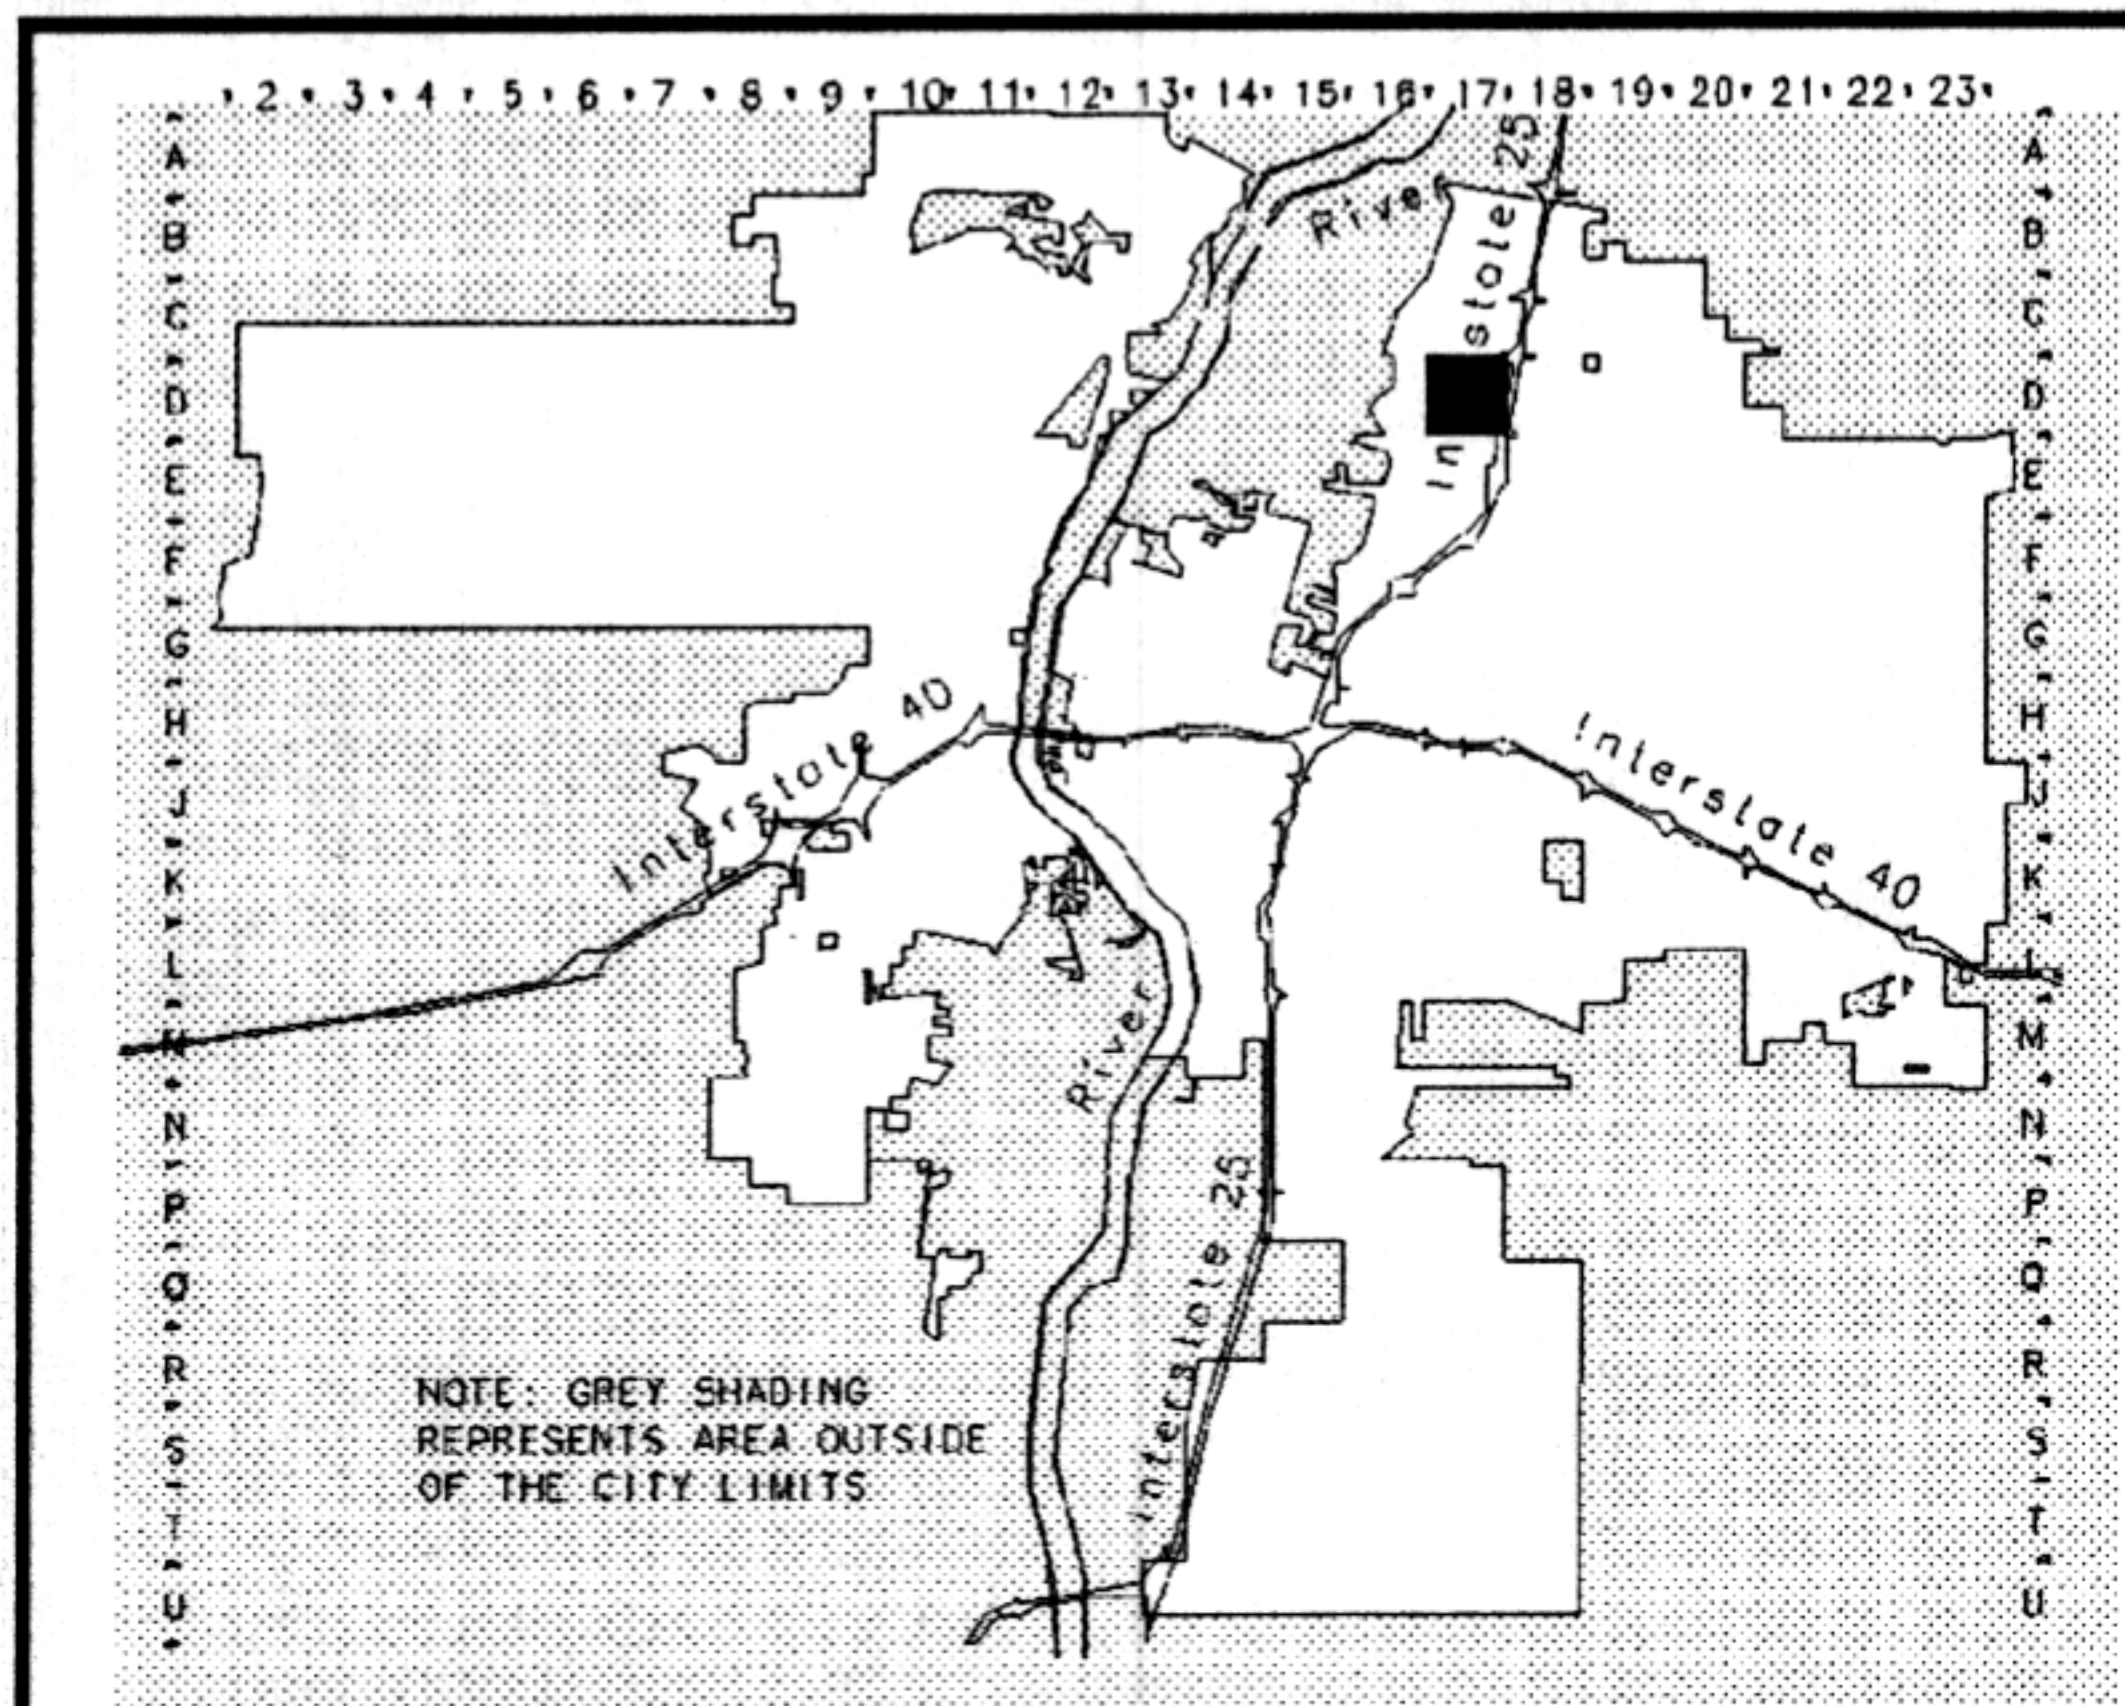 2 3 4 5 6 7 8 9 10 11 12 13 14 15 16 17 18 19 20 21 22 23
A A
B B
C C
D D
E E
F F
G G
H H
J J
K K
L L
M M
N N
P P
Q Q
R R
S S
T T
U U
River
In state 25
Interstate 40
Interstate 40
River
Interstate 25
NOTE: GREY SHADING
REPRESENTS AREA OUTSIDE
OF THE CITY LIMITS